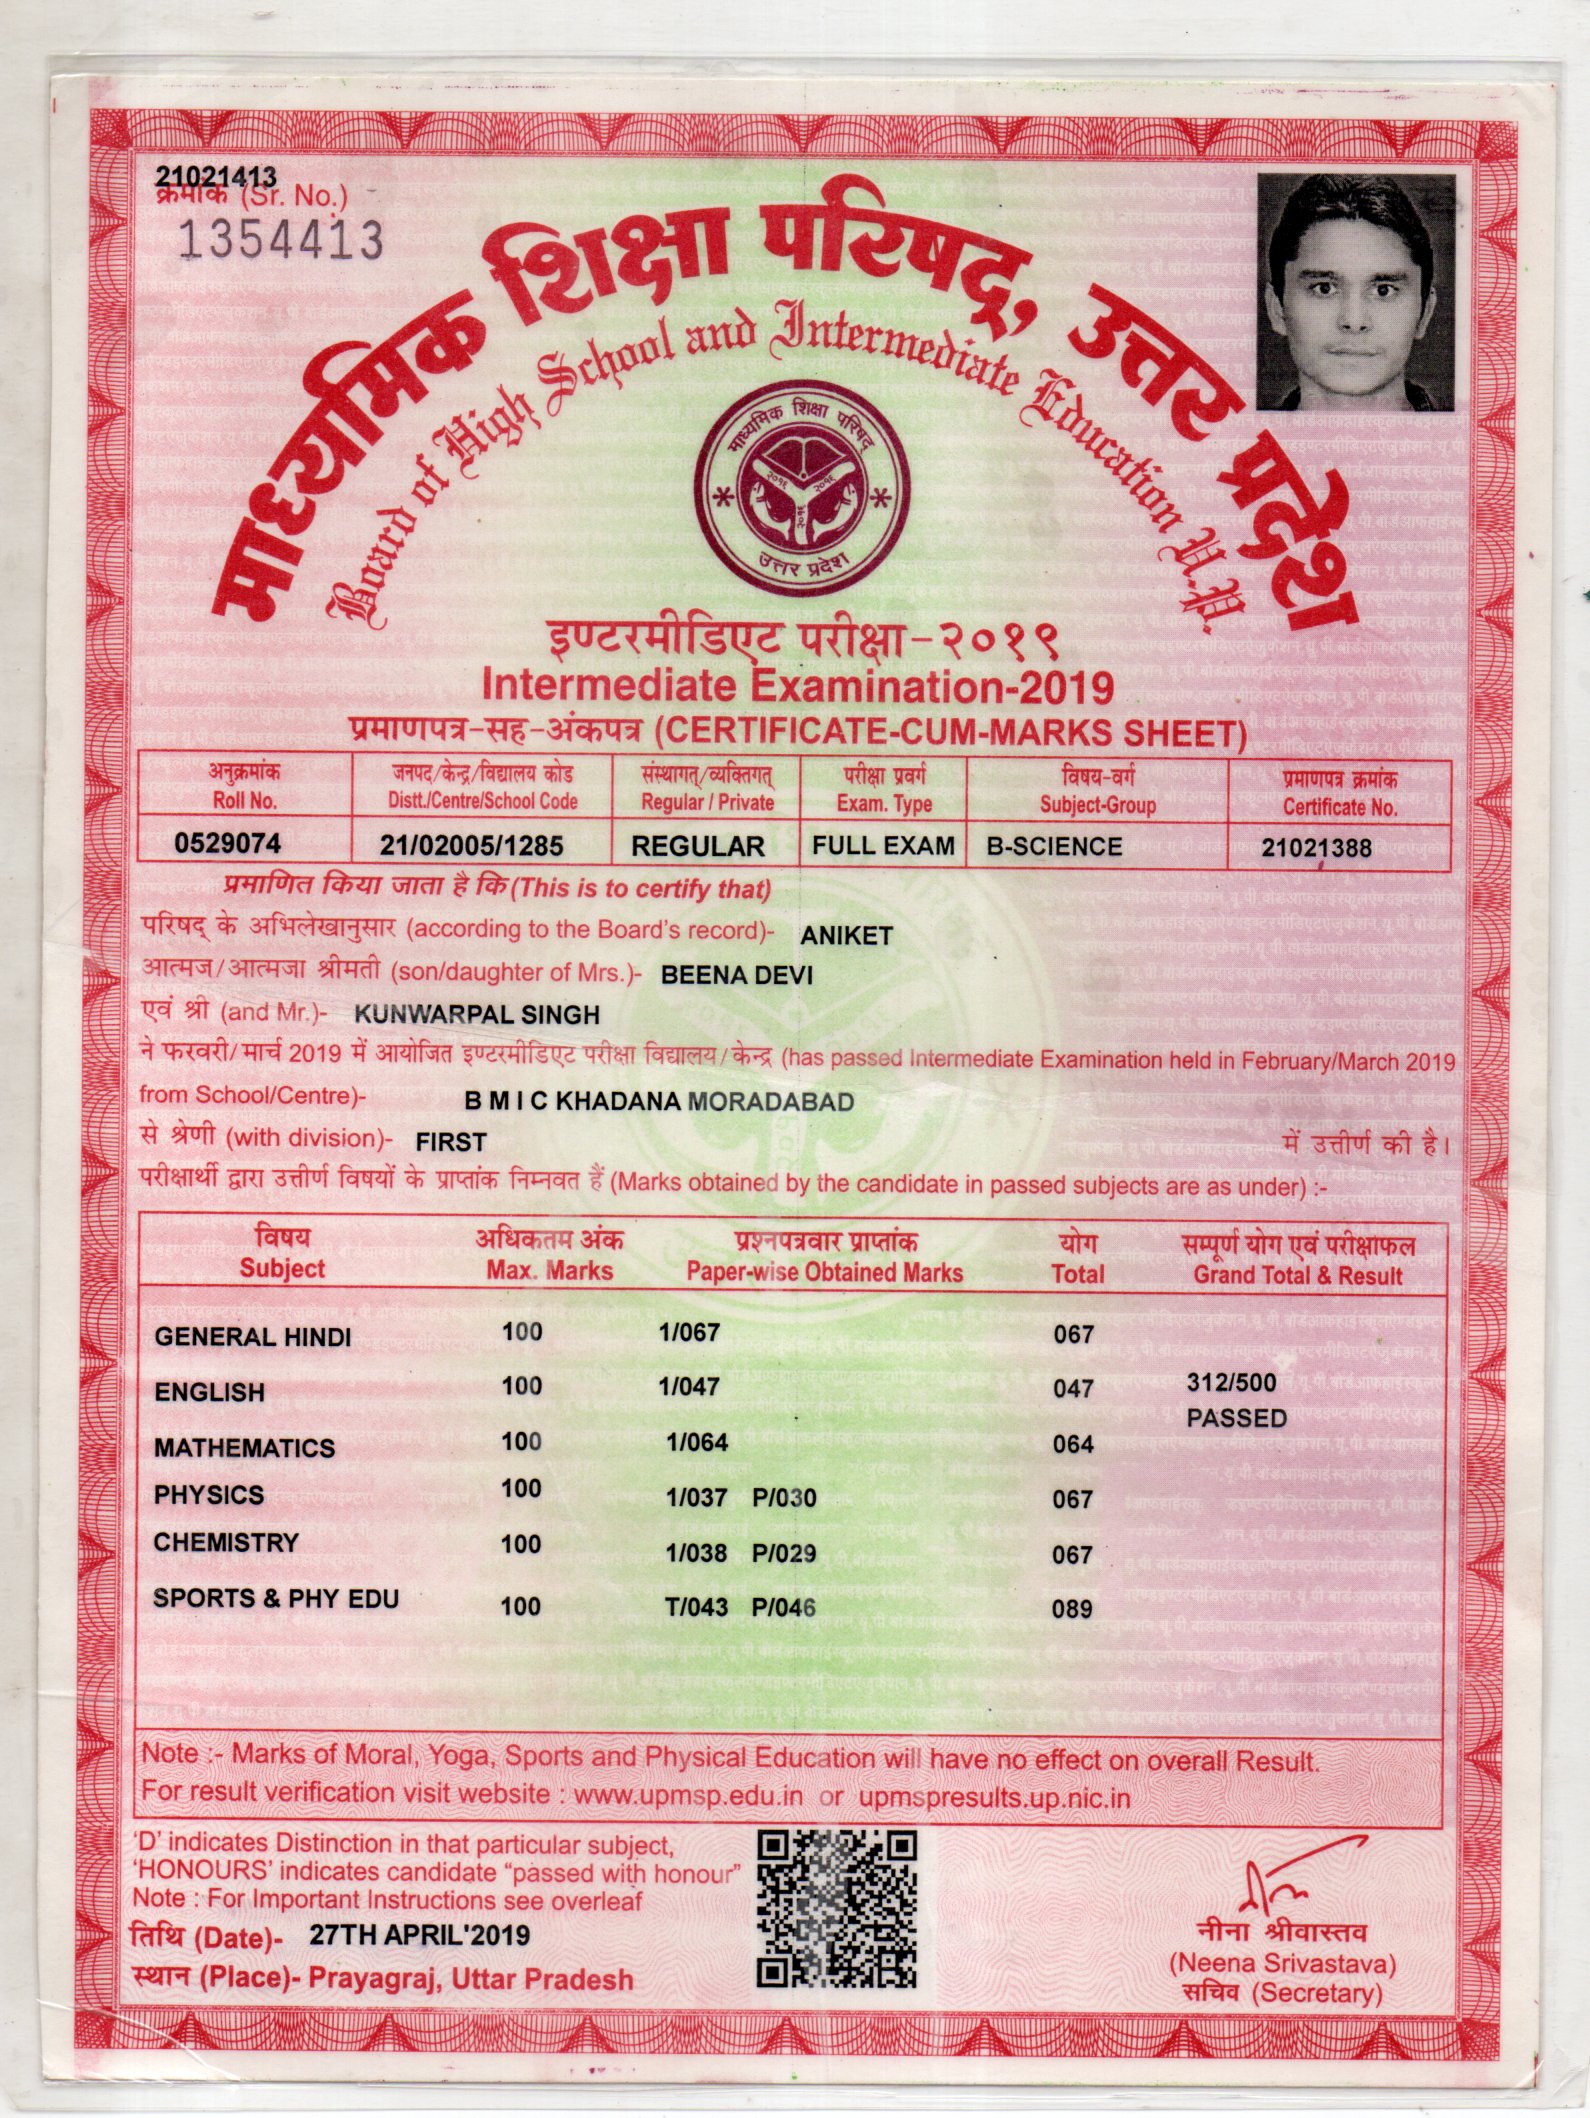 21021413
क्रमांक (Sr. No.)
1354413
माध्यमिक शिक्षा परिषद्, उत्तर प्रदेश
Board of High School and Intermediate Education U.P.
माध्यमिक शिक्षा परिषद्
उत्तर प्रदेश
इण्टरमीडिएट परीक्षा-२०१९
Intermediate Examination-2019
प्रमाणपत्र-सह-अंकपत्र (CERTIFICATE-CUM-MARKS SHEET)
अनुक्रमांक जनपद/केन्द्र/विद्यालय कोड संस्थागत्/व्यक्तिगत् परीक्षा प्रवर्ग विषय-वर्ग प्रमाणपत्र क्रमांक
Roll No. Distt./Centre/School Code Regular / Private Exam. Type Subject-Group Certificate No.
0529074 21/02005/1285 REGULAR FULL EXAM B-SCIENCE 21021388
प्रमाणित किया जाता है कि (This is to certify that)
परिषद् के अभिलेखानुसार (according to the Board's record)- ANIKET
आत्मज/आत्मजा श्रीमती (son/daughter of Mrs.)- BEENA DEVI
एवं श्री (and Mr.)- KUNWARPAL SINGH
ने फरवरी/मार्च 2019 में आयोजित इण्टरमीडिएट परीक्षा विद्यालय/केन्द्र (has passed Intermediate Examination held in February/March 2019
from School/Centre)- B M I C KHADANA MORADABAD
से श्रेणी (with division)- FIRST में उत्तीर्ण की है।
परीक्षार्थी द्वारा उत्तीर्ण विषयों के प्राप्तांक निम्नवत हैं (Marks obtained by the candidate in passed subjects are as under) :-
विषय अधिकतम अंक प्रश्नपत्रवार प्राप्तांक योग सम्पूर्ण योग एवं परीक्षाफल
Subject Max. Marks Paper-wise Obtained Marks Total Grand Total & Result
GENERAL HINDI 100 1/067 067
ENGLISH 100 1/047 047 312/500
PASSED
MATHEMATICS 100 1/064 064
PHYSICS 100 1/037 P/030 067
CHEMISTRY 100 1/038 P/029 067
SPORTS & PHY EDU 100 T/043 P/046 089
Note :- Marks of Moral, Yoga, Sports and Physical Education will have no effect on overall Result.
For result verification visit website : www.upmsp.edu.in or upmspresults.up.nic.in
'D' indicates Distinction in that particular subject,
'HONOURS' indicates candidate "passed with honour"
Note : For Important Instructions see overleaf
तिथि (Date)- 27TH APRIL'2019
स्थान (Place)- Prayagraj, Uttar Pradesh
नीना श्रीवास्तव
(Neena Srivastava)
सचिव (Secretary)